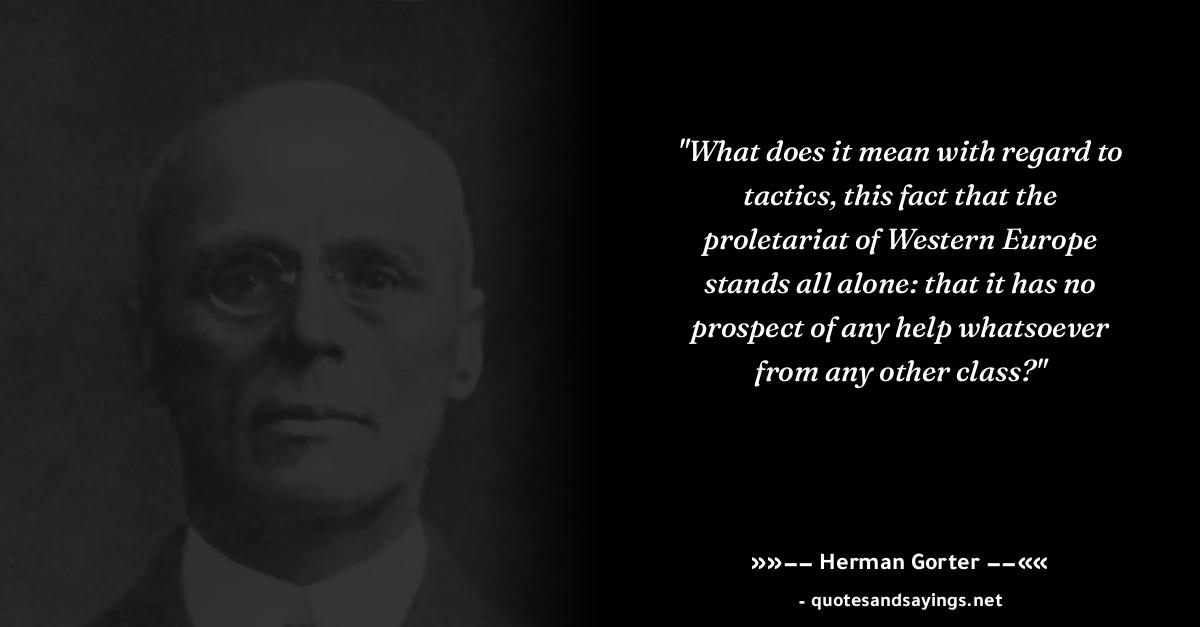 "What does it mean with regard to
tactics, this fact that the
proletariat of Western Europe
stands all alone: that it has no
prospect of any help whatsoever
from any other class?"
»»–– Herman Gorter ––««
- quotesandsayings.net